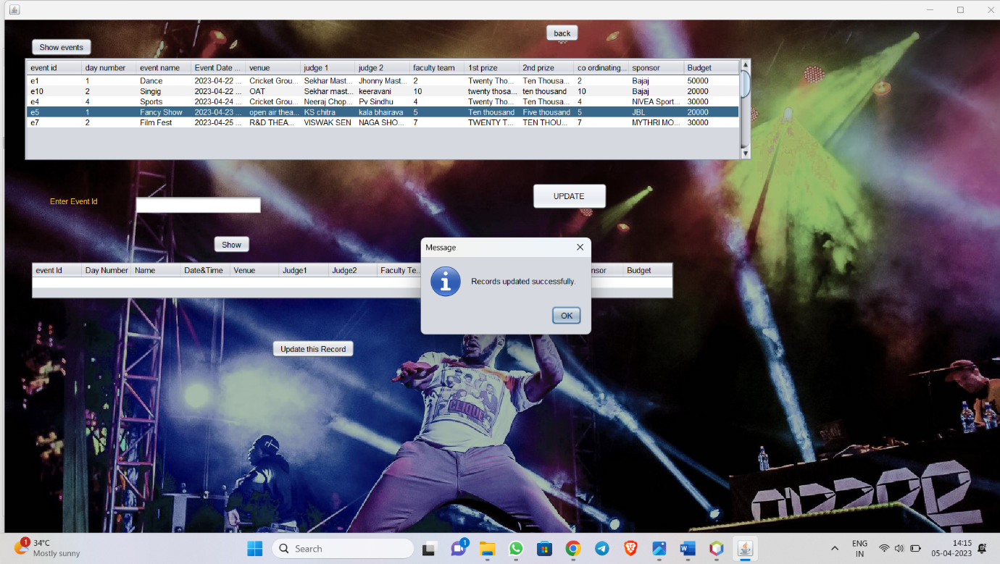 back
Show events
event id day number event name Event Date ... venue judge 1 judge 2 faculty team 1st prize 2nd prize co ordinating... sponsor Budget
e1 1 Dance 2023-04-22 ... Cricket Grou... Sekhar Mast... Jhonny Mast... 2 Twenty Tho... Ten Thousa... 2 Bajaj 50000
e10 2 Singig 2023-04-22 ... OAT Sekhar mast... keeravani 10 twenty thosa... ten thousand 10 Bajaj 20000
e4 4 Sports 2023-04-24 ... Cricket Grou... Neeraj Chop... Pv Sindhu 4 Twenty Tho... Ten Thousa... 4 NIVEA Sport... 30000
e5 1 Fancy Show 2023-04-23 ... open air thea... KS chitra kala bhairava 5 Ten thousand Five thousand 5 JBL 20000
e7 2 Film Fest 2023-04-25 ... R&D THEA... VISWAK SEN NAGA SHO... 7 TWENTY T... TEN THOU... 7 MYTHRI MO... 30000
Enter Event Id
UPDATE
Show
Message
event Id Day Number Name Date&Time Venue Judge1 Judge2 Faculty Te... Budget
Records updated successfully.
OK
Update this Record
CLIQUE
1
34°C
Mostly sunny
Search
1
ENG
IN
14:15
05-04-2023